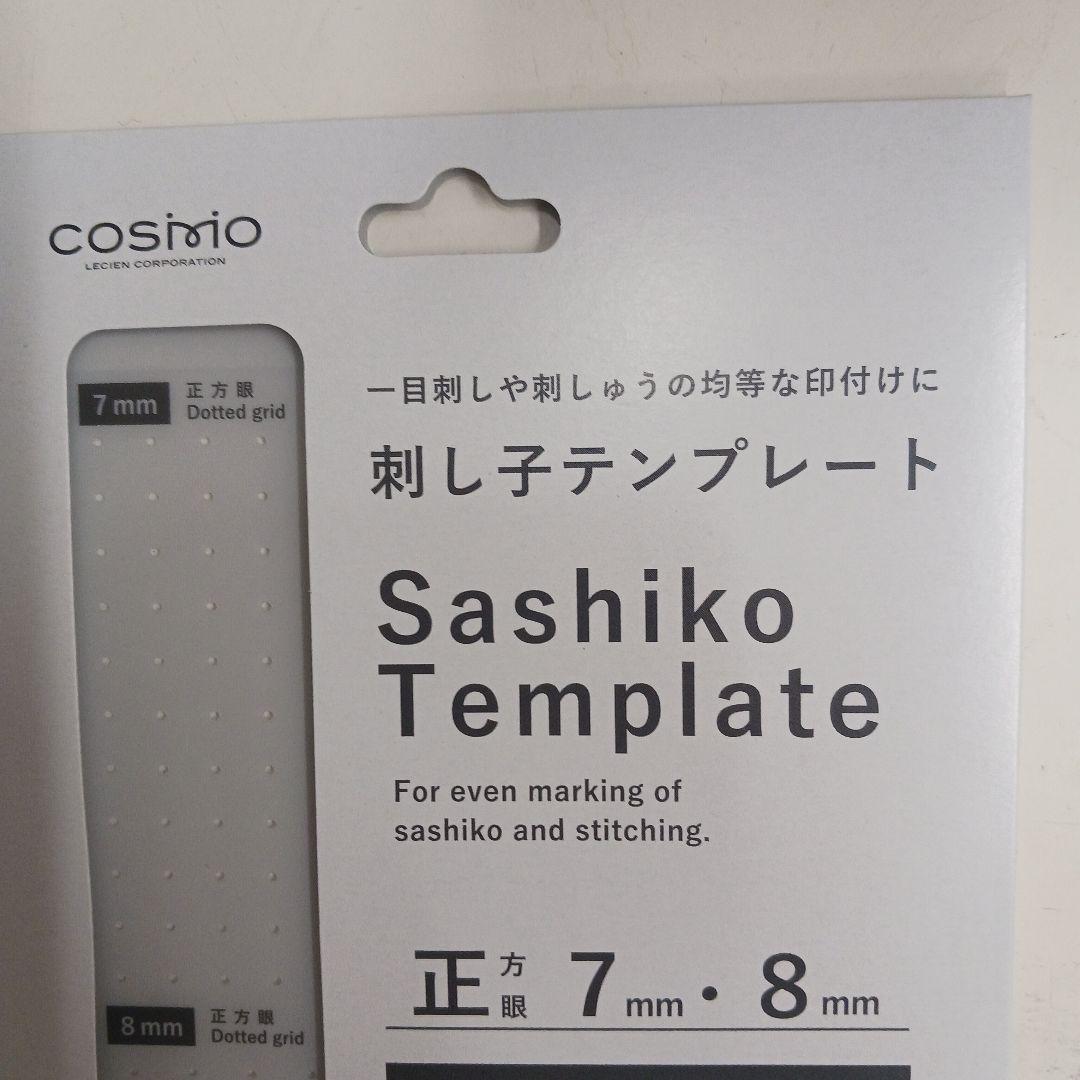 COSMO
LECIEN CORPORATION
7mm
正方眼
Dotted grid
一目刺しや刺しゅうの均等な印付けに
刺し子テンプレート
Sashiko
Template
For even marking of
sashiko and stitching.
正方眼 7mm・8mm
8mm
正方眼
Dotted grid